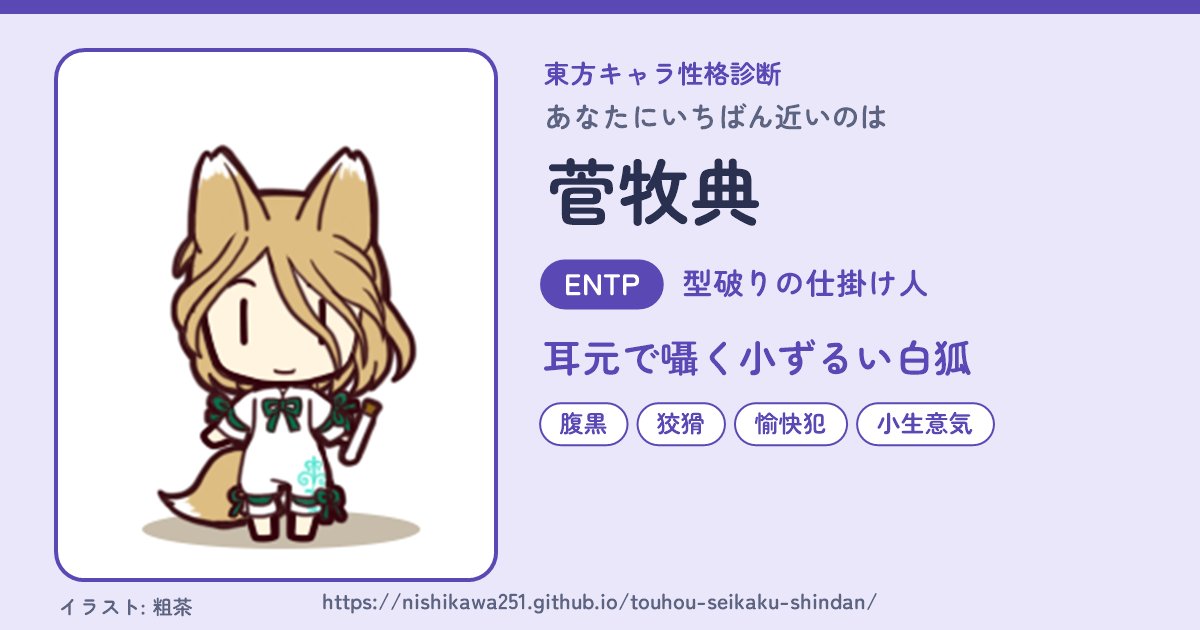 東方キャラ性格診断
あなたにいちばん近いのは
菅牧典
ENTP 型破りの仕掛け人
耳元で囁く小ずるい白狐
腹黒 狡猾 愉快犯 小生意気
イラスト: 粗茶
https://nishikawa251.github.io/touhou-seikaku-shindan/